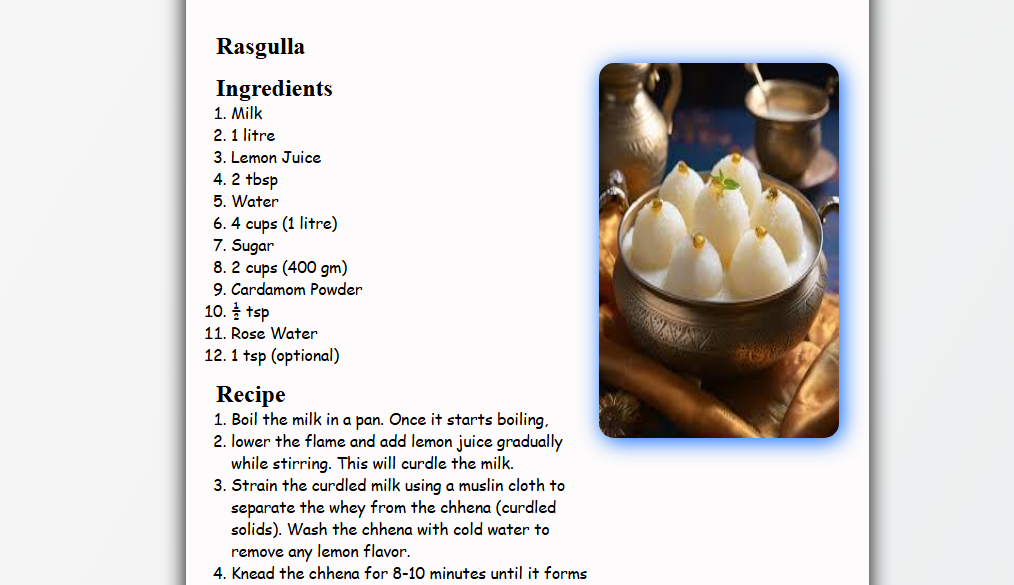 Rasgulla
Ingredients
1. Milk
2. 1 litre
3. Lemon Juice
4. 2 tbsp
5. Water
6. 4 cups (1 litre)
7. Sugar
8. 2 cups (400 gm)
9. Cardamom Powder
10. ½ tsp
11. Rose Water
12. 1 tsp (optional)
Recipe
1. Boil the milk in a pan. Once it starts boiling,
2. lower the flame and add lemon juice gradually
while stirring. This will curdle the milk.
3. Strain the curdled milk using a muslin cloth to
separate the whey from the chhena (curdled
solids). Wash the chhena with cold water to
remove any lemon flavor.
4. Knead the chhena for 8-10 minutes until it forms